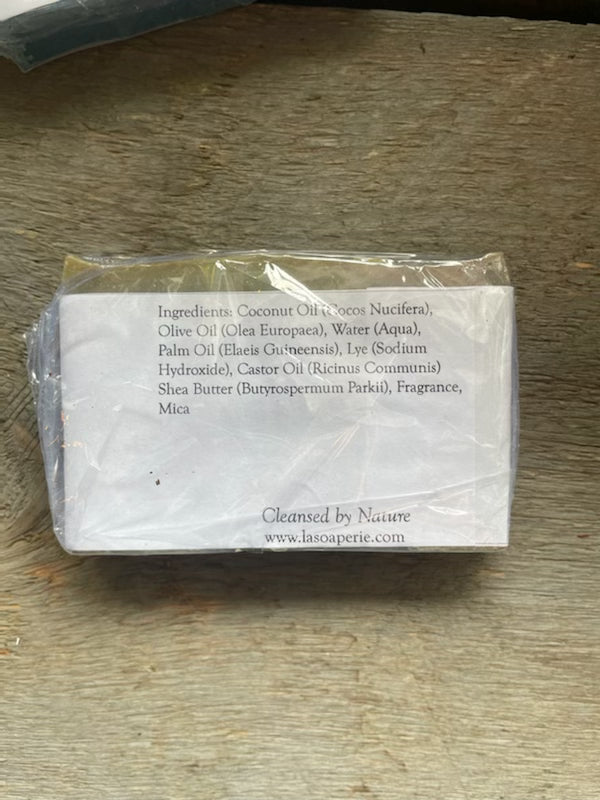 Ingredients: Coconut Oil (Cocos Nucifera),
Olive Oil (Olea Europaea), Water (Aqua),
Palm Oil (Elaeis Guineensis), Lye (Sodium
Hydroxide), Castor Oil (Ricinus Communis)
Shea Butter (Butyrospermum Parkii), Fragrance,
Mica
Cleansed by Nature
www.lasoaperie.com